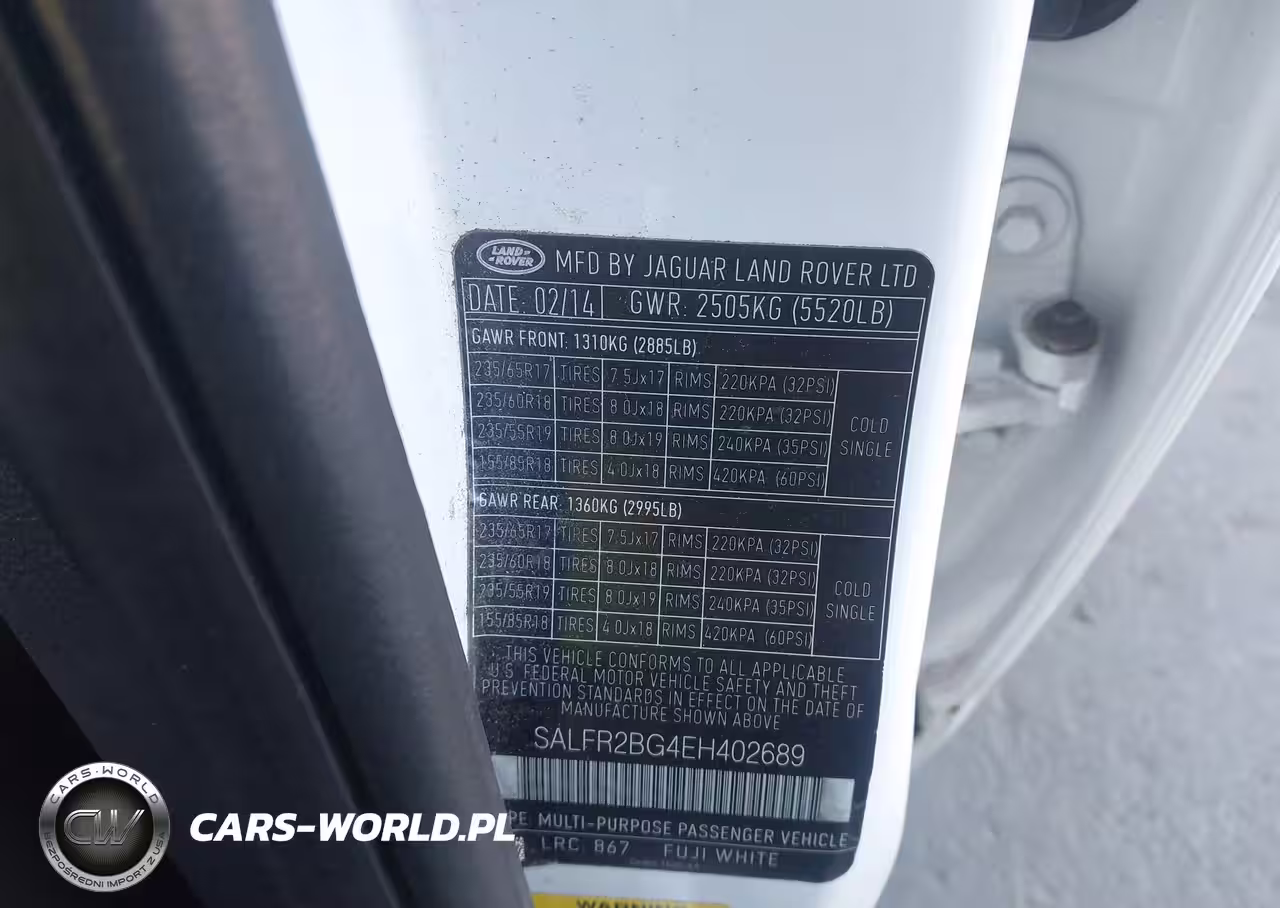 LAND ROVER MFD BY JAGUAR LAND ROVER LTD
DATE: 02/14 GWR: 2505KG (5520LB)
GAWR FRONT: 1310KG (2885LB)
235/65R17 TIRES 7.5Jx17 RIMS 220KPA (32PSI)
235/60R18 TIRES 8.0Jx18 RIMS 220KPA (32PSI)
235/55R19 TIRES 8.0Jx19 RIMS 240KPA (35PSI)
155/85R18 TIRES 4.0Jx18 RIMS 420KPA (60PSI)
COLD
SINGLE
GAWR REAR: 1360KG (2995LB)
235/65R17 TIRES 7.5Jx17 RIMS 220KPA (32PSI)
235/60R18 TIRES 8.0Jx18 RIMS 220KPA (32PSI)
235/55R19 TIRES 8.0Jx19 RIMS 240KPA (35PSI)
155/85R18 TIRES 4.0Jx18 RIMS 420KPA (60PSI)
COLD
SINGLE
THIS VEHICLE CONFORMS TO ALL APPLICABLE
U.S. FEDERAL MOTOR VEHICLE SAFETY AND THEFT
PREVENTION STANDARDS IN EFFECT ON THE DATE OF
MANUFACTURE SHOWN ABOVE
SALFR2BG4EH402689
PE: MULTI-PURPOSE PASSENGER VEHICLE
LRC 867 FUJI WHITE
WARNING
CARS-WORLD
CW
BEZPOŚREDNI IMPORT Z USA
CARS-WORLD.PL